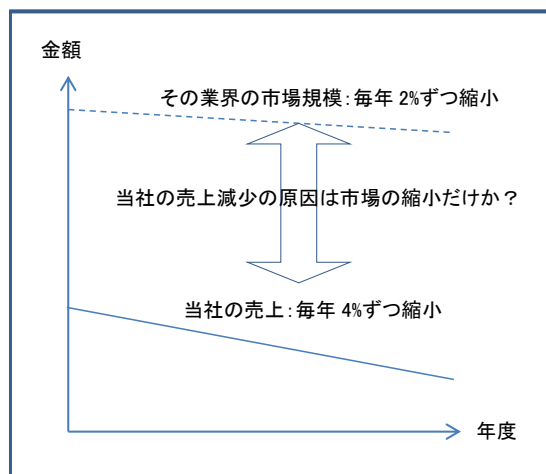 金額
その業界の市場規模:毎年 2%ずつ縮小
当社の売上減少の原因は市場の縮小だけか?
当社の売上:毎年 4%ずつ縮小
年度